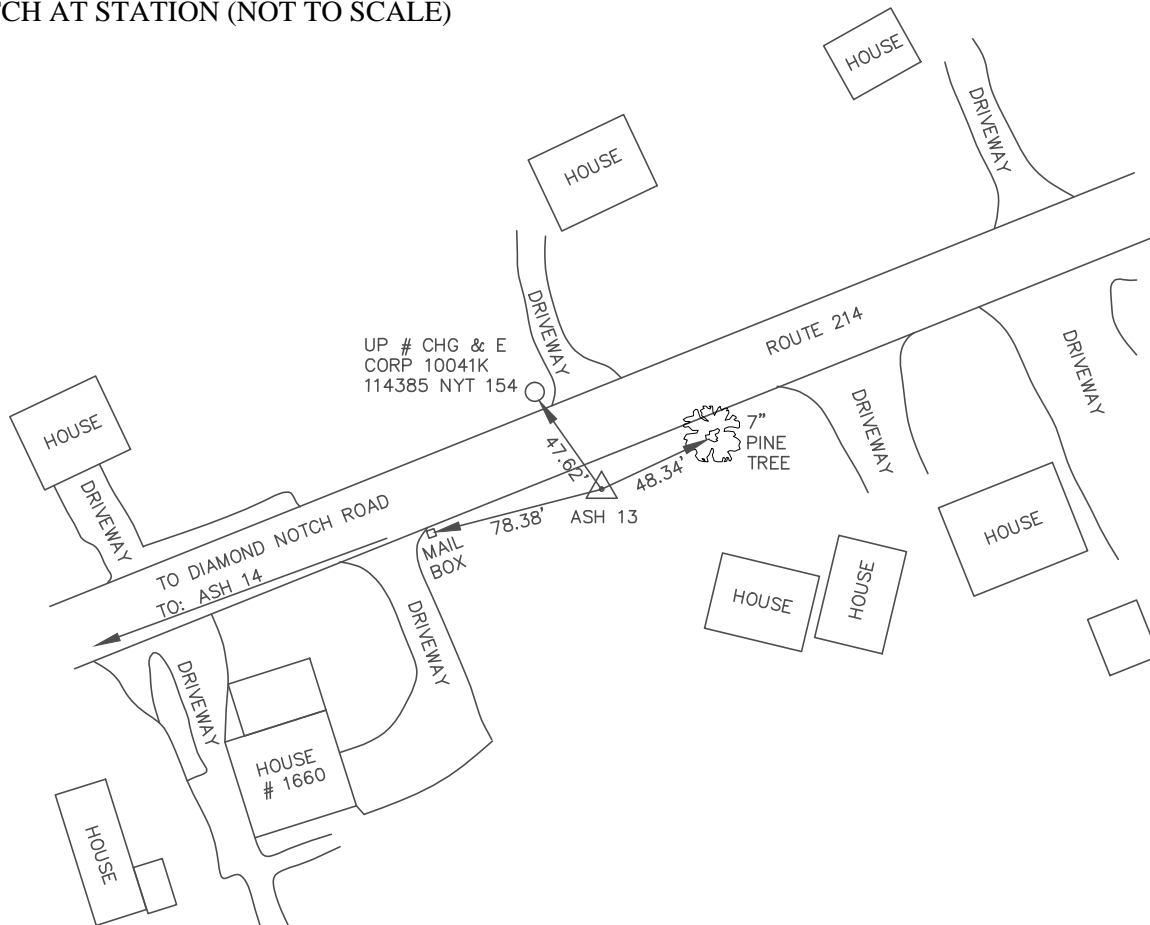 TCH AT STATION (NOT TO SCALE)
HOUSE
DRIVEWAY
HOUSE
DRIVEWAY
ROUTE 214
UP # CHG & E
CORP 10041K
114385 NYT 154
47.62'
48.34'
7"
PINE
TREE
DRIVEWAY
DRIVEWAY
HOUSE
DRIVEWAY
78.38'
ASH 13
MAIL
BOX
TO DIAMOND NOTCH ROAD
TO: ASH 14
HOUSE
HOUSE
HOUSE
DRIVEWAY
DRIVEWAY
HOUSE
# 1660
HOUSE